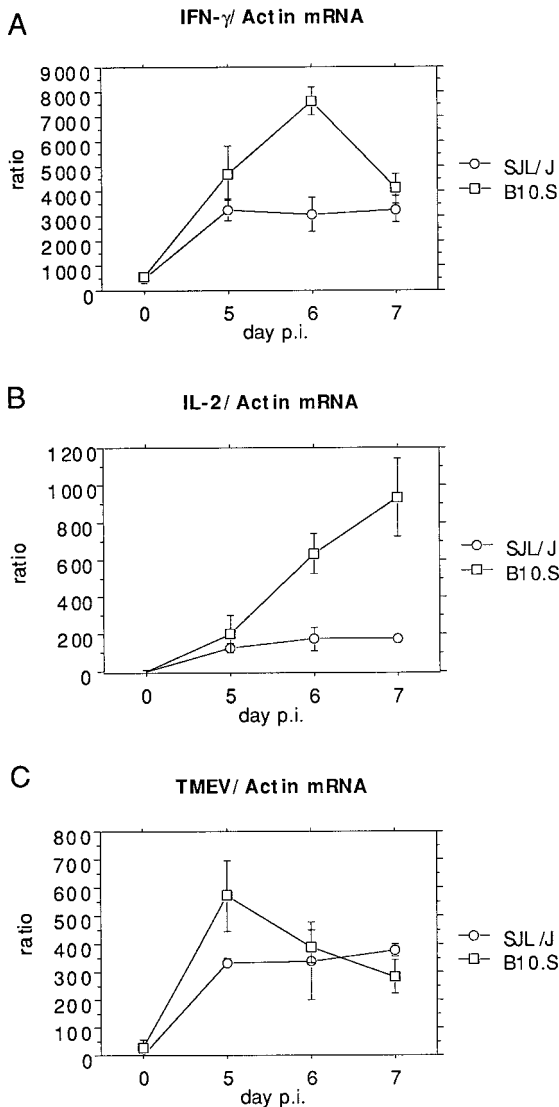 A
IFN-γ/ Actin mRNA
9000
8000
7000
6000
5000
4000
3000
2000
1000
0
ratio
0 5 6 7
day p.i.
SJL/J
B10.S
B
IL-2/ Actin mRNA
1200
1000
800
600
400
200
0
ratio
0 5 6 7
day p.i.
SJL/J
B10.S
C
TMEV/ Actin mRNA
800
700
600
500
400
300
200
100
0
ratio
0 5 6 7
day p.i.
SJL/J
B10.S